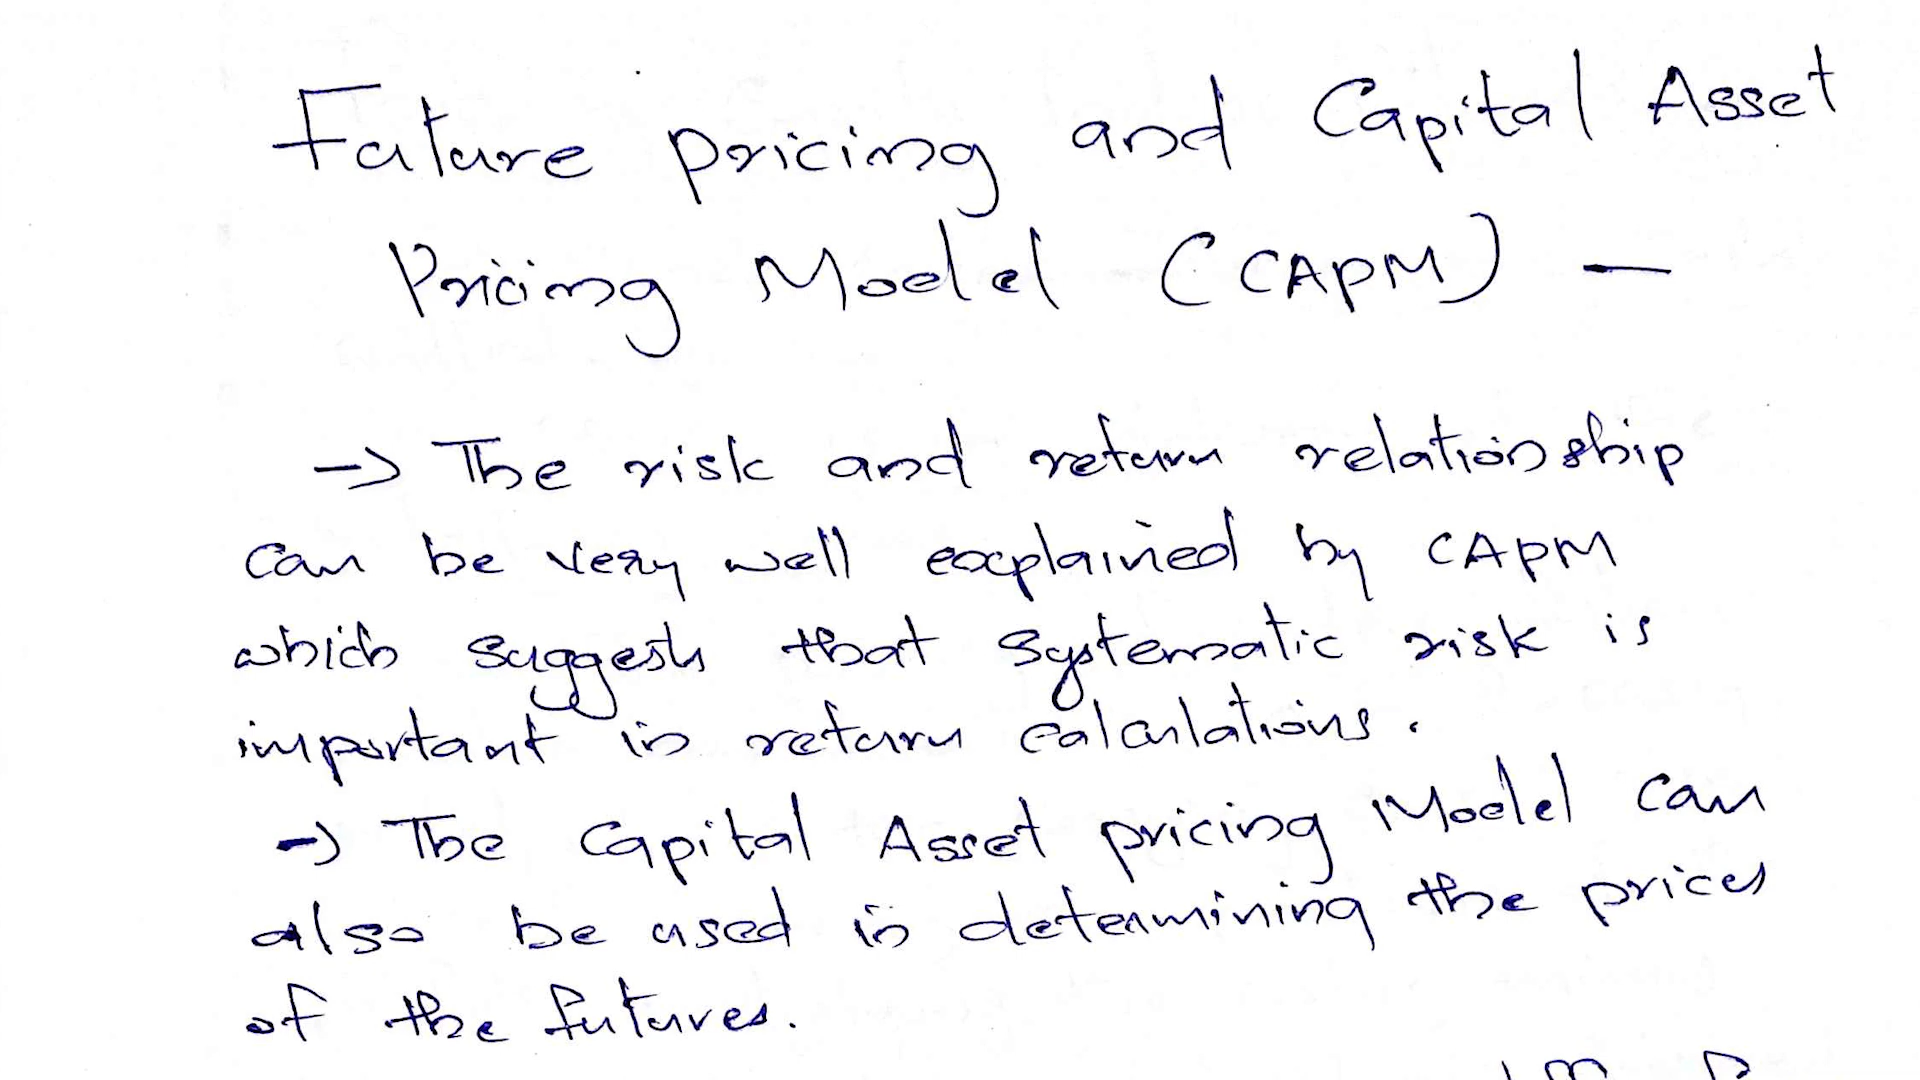 Future pricing and Capital Asset
Pricing Model (CAPM) —
→ The risk and return relationship
can be very well explained by CAPM
which suggests that systematic risk is
important in return calculations.
→ The Capital Asset pricing Model can
also be used in determining the prices
of the futures.